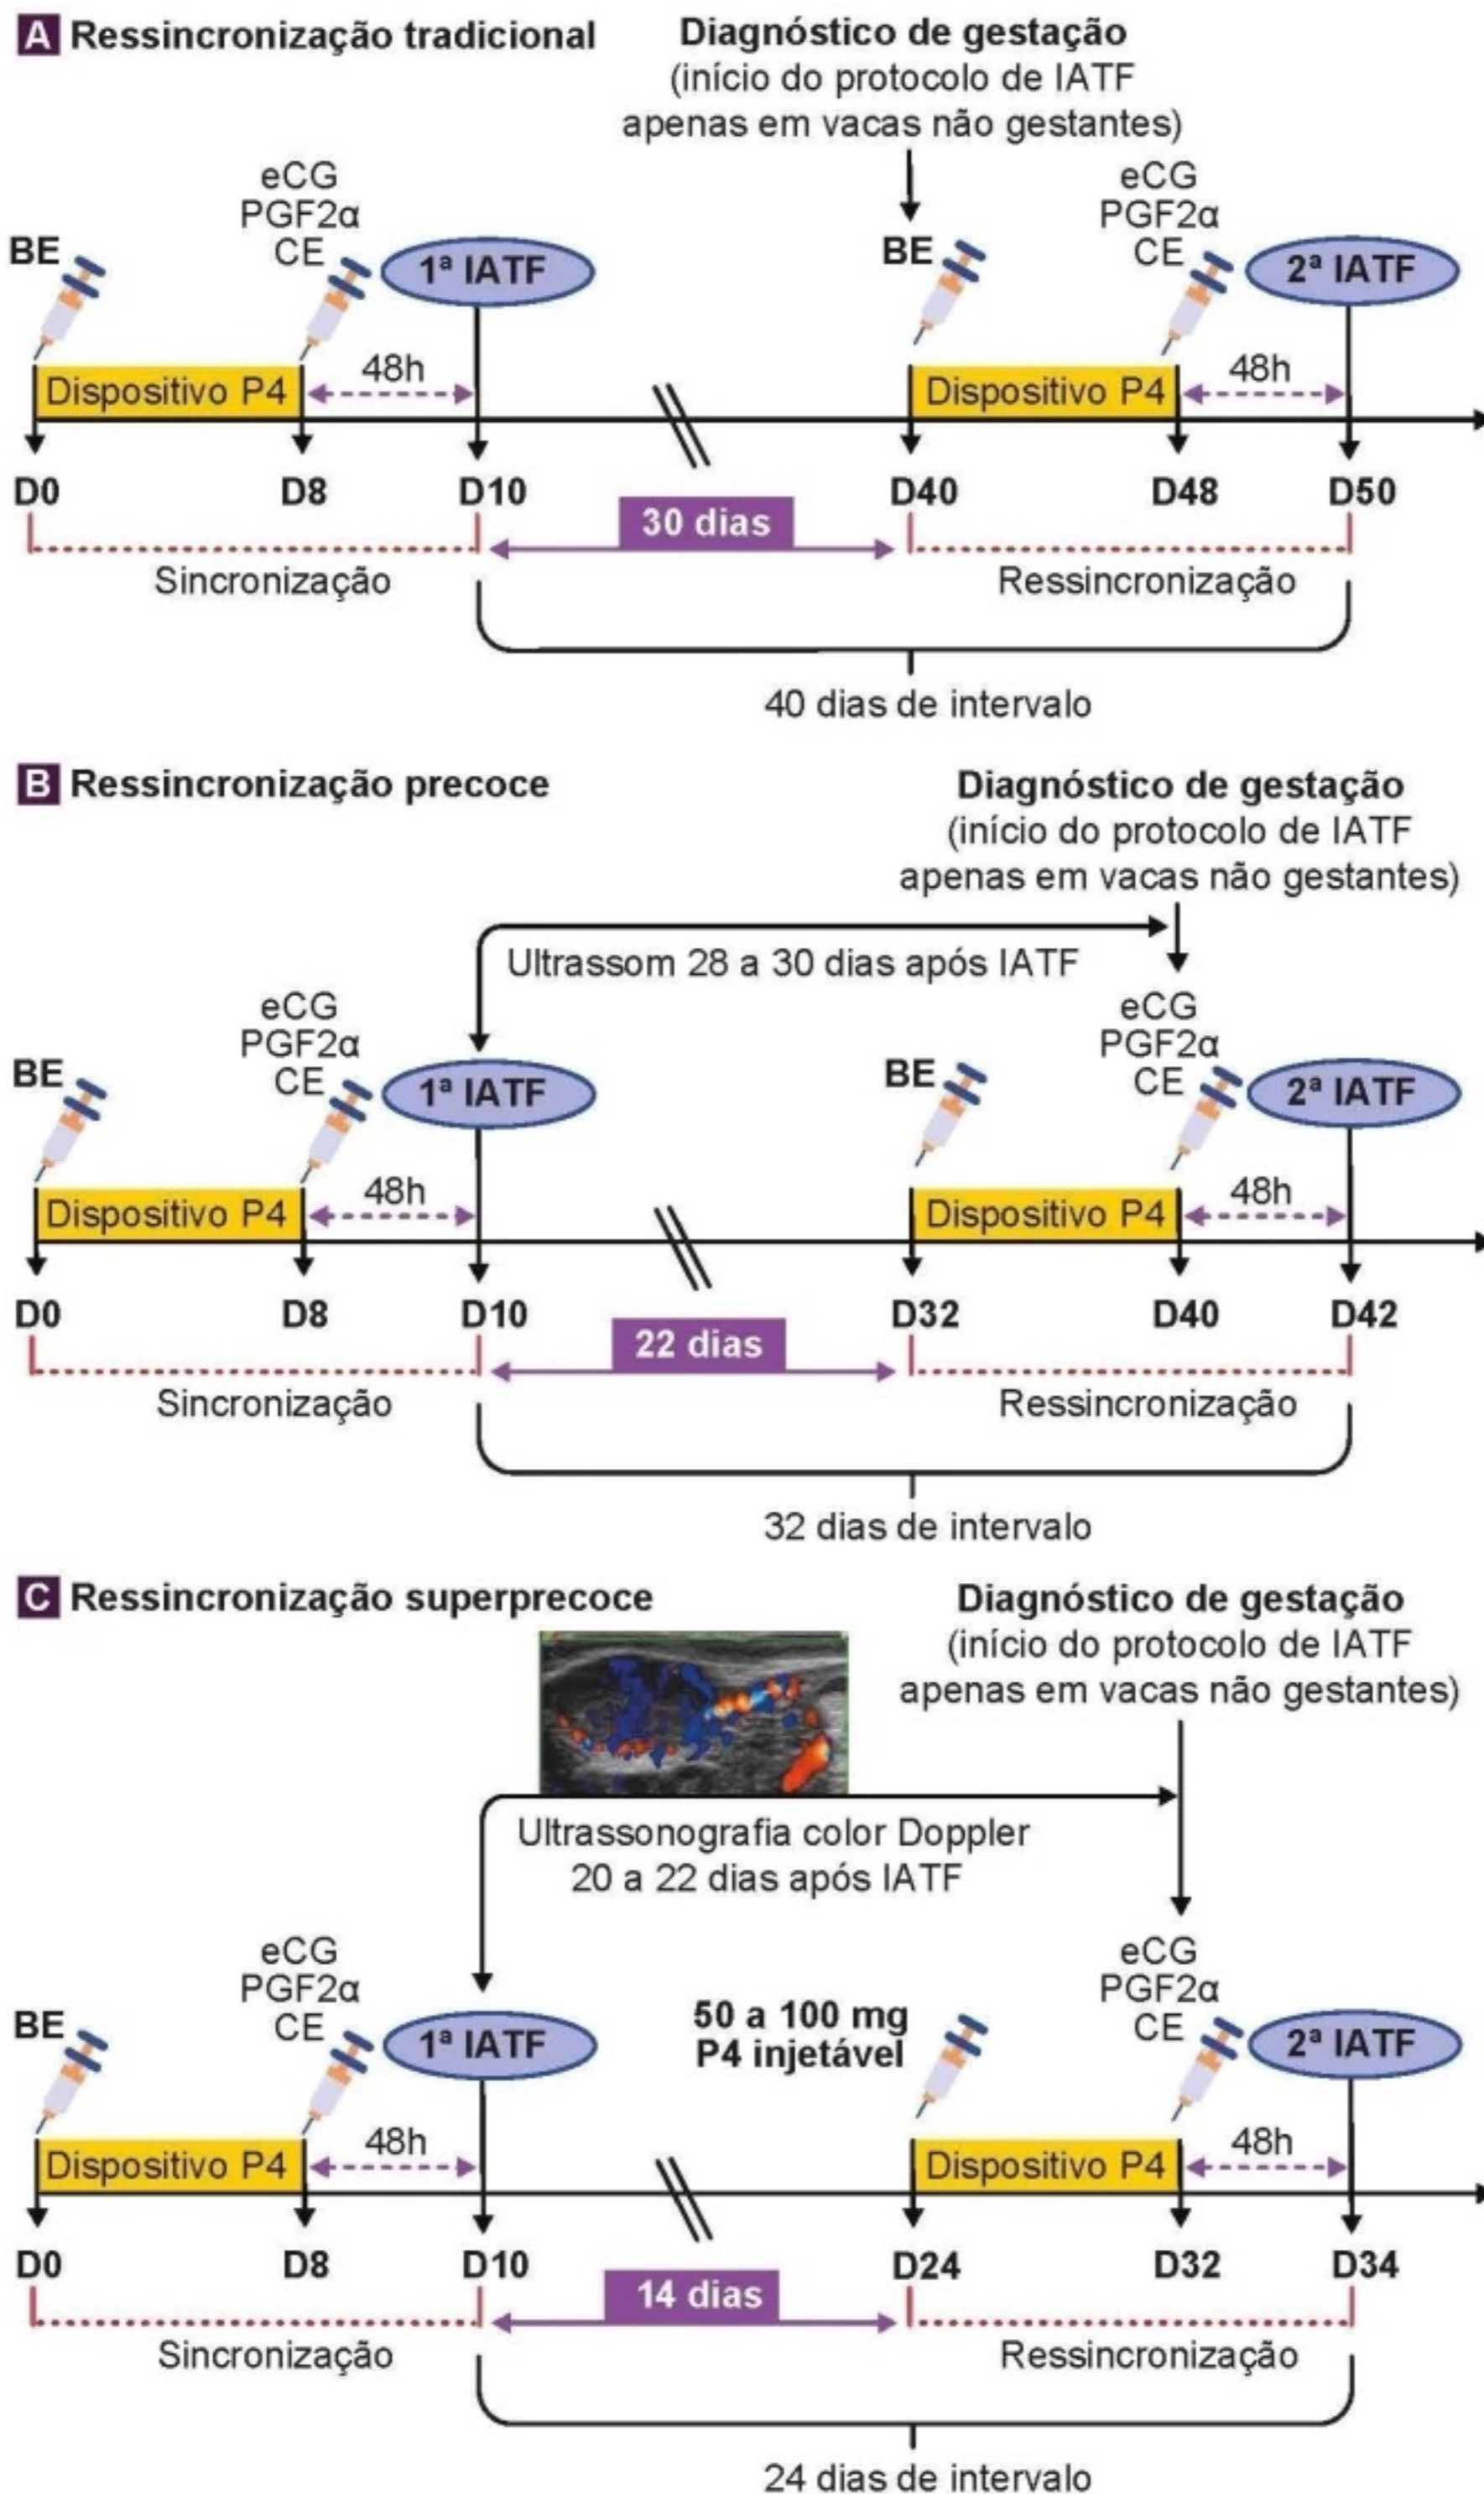 A Ressincronização tradicional
Diagnóstico de gestação
(início do protocolo de IATF
apenas em vacas não gestantes)
BE
eCG
PGF2α
CE
1ª IATF
BE
eCG
PGF2α
CE
2ª IATF
Dispositivo P4
48h
Dispositivo P4
48h
D0
D8
D10
D40
D48
D50
30 dias
Sincronização
Ressincronização
40 dias de intervalo
B Ressincronização precoce
Diagnóstico de gestação
(início do protocolo de IATF
apenas em vacas não gestantes)
Ultrassom 28 a 30 dias após IATF
BE
eCG
PGF2α
CE
1ª IATF
BE
eCG
PGF2α
CE
2ª IATF
Dispositivo P4
48h
Dispositivo P4
48h
D0
D8
D10
D32
D40
D42
22 dias
Sincronização
Ressincronização
32 dias de intervalo
C Ressincronização superprecoce
Diagnóstico de gestação
(início do protocolo de IATF
apenas em vacas não gestantes)
Ultrassonografia color Doppler
20 a 22 dias após IATF
BE
eCG
PGF2α
CE
1ª IATF
50 a 100 mg
P4 injetável
eCG
PGF2α
CE
2ª IATF
Dispositivo P4
48h
Dispositivo P4
48h
D0
D8
D10
D24
D32
D34
14 dias
Sincronização
Ressincronização
24 dias de intervalo